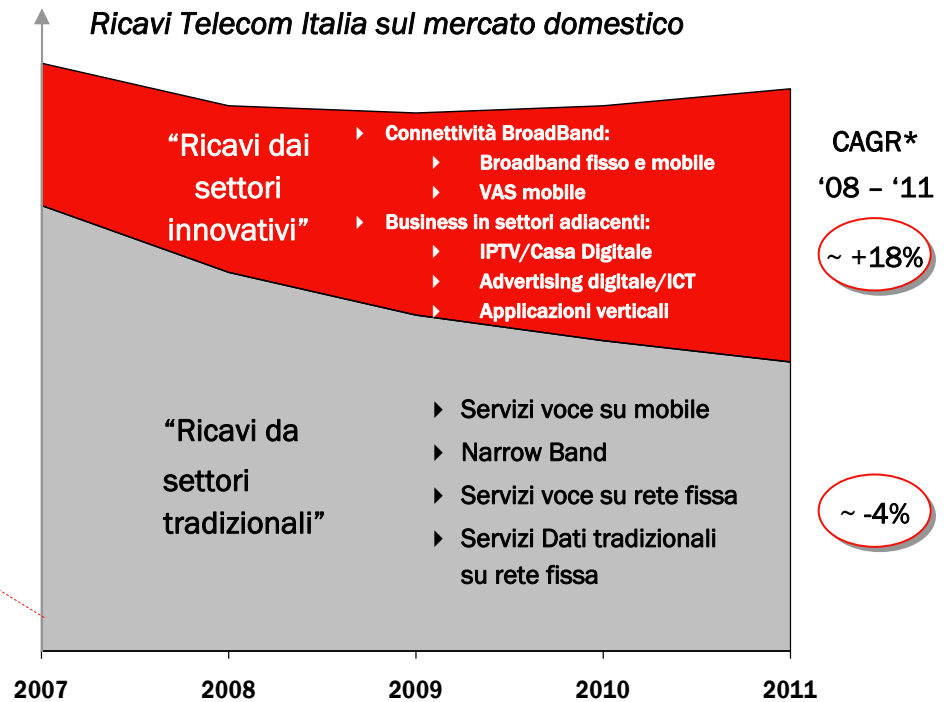 Ricavi Telecom Italia sul mercato domestico
“Ricavi dai
settori
innovativi”
Connettività BroadBand:
Broadband fisso e mobile
VAS mobile
Business in settori adiacenti:
IPTV/Casa Digitale
Advertising digitale/ICT
Applicazioni verticali
CAGR*
‘08 – ‘11
~ +18%
“Ricavi da
settori
tradizionali”
Servizi voce su mobile
Narrow Band
Servizi voce su rete fissa
Servizi Dati tradizionali
su rete fissa
~ -4%
2007 2008 2009 2010 2011